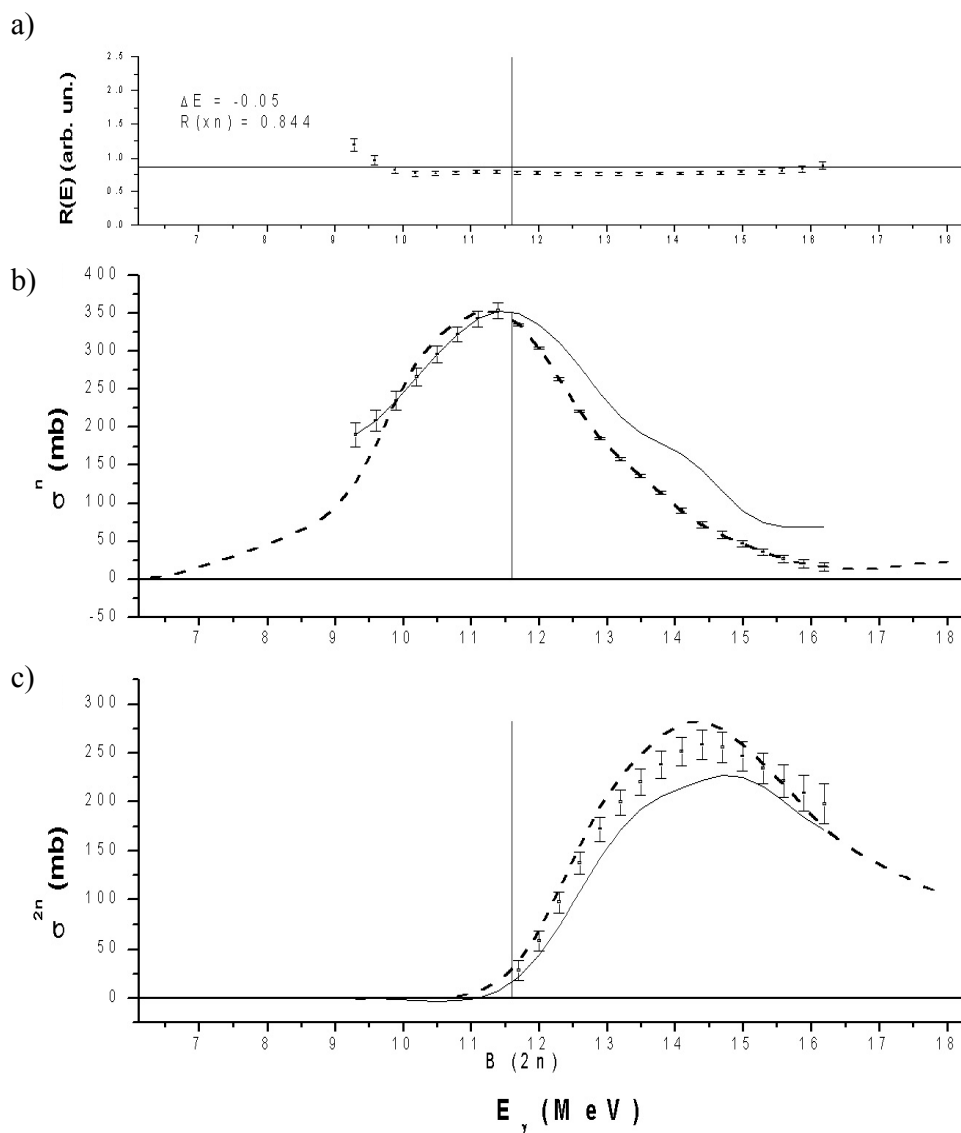 a)
R(E) (arb. un.)
2.5
2.0
1.5
1.0
0.5
0.0
ΔE = -0.05
R(xn) = 0.844
7 8 9 10 11 12 13 14 15 16 17 18
b)
σⁿ (mb)
400
350
300
250
200
150
100
50
0
-50
7 8 9 10 11 12 13 14 15 16 17 18
c)
σ²ⁿ (mb)
300
250
200
150
100
50
0
7 8 9 10 11 12 13 14 15 16 17 18
B (2n)
E γ (MeV)